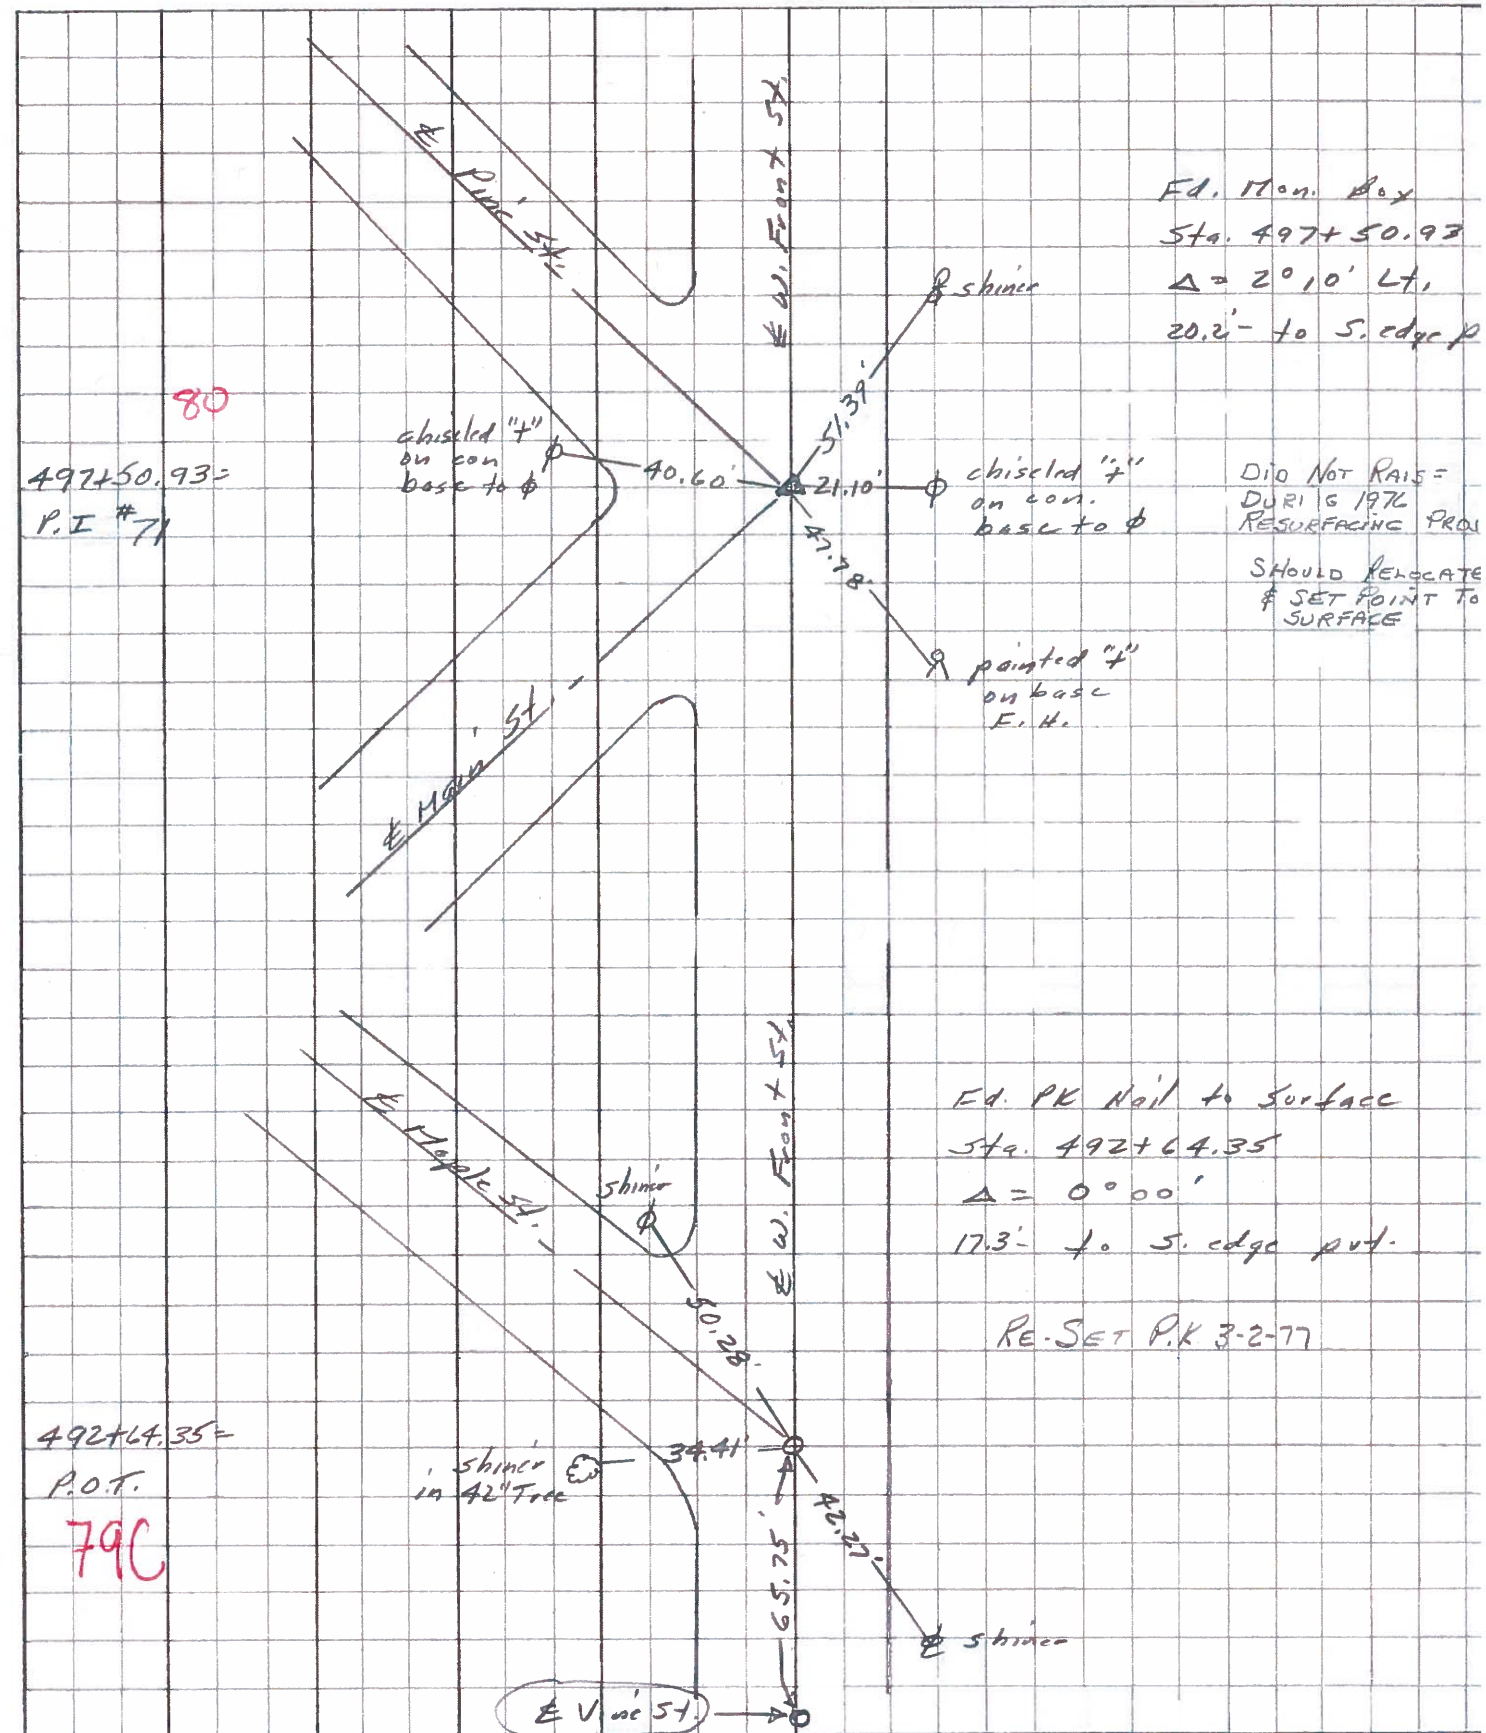 ℄ Pine St.
℄ W. Front St.
Fd. Mon. Box
Sta. 497+50.93
Δ = 2°10' Lt.
20.2'- to S. edge p
shiner
51.39'
80
chiseled "+"
on con
base to ϕ
40.60'
21.10'
chiseled "+"
on con.
base to ϕ
497+50.93=
P.I #71
DID NOT RAISE
DURI G 1976
RESURFACING PROJ
SHOULD RELOCATE
& SET POINT TO
SURFACE
47.78'
painted "+"
on base
F. H.
℄ Main St.
℄ W. Front St.
Fd. PK Nail to Surface
Sta. 492+64.35
Δ = 0°00'
17.3'- to S. edge pvt.
℄ Maple St.
shiner
50.28'
RE-SET P.K 3-2-77
492+64.35=
P.O.T.
79C
shiner
in 42" Tree
34.41'
42.27'
65.75'
shiner
℄ Vine St.